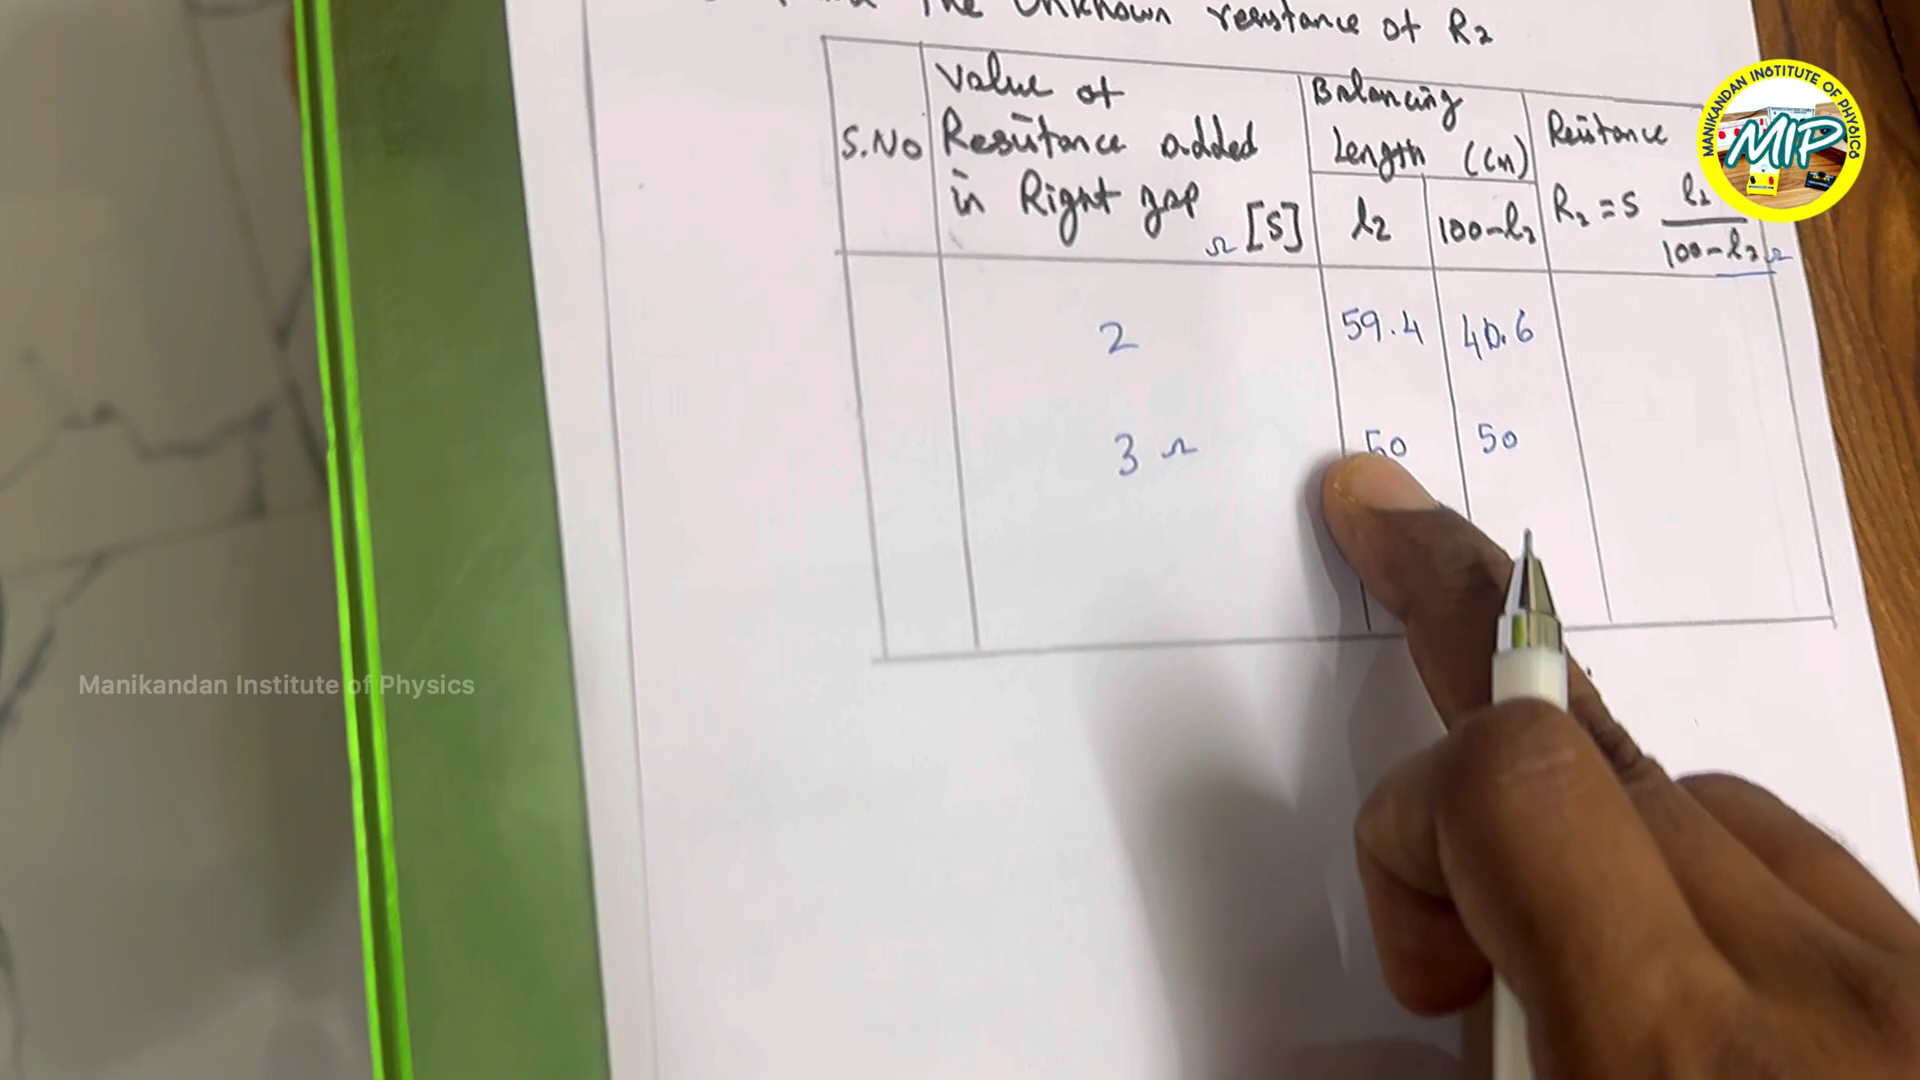 The Unknown resistance of R2
S.No
Value of
Resistance added
in Right gap
Ω [S]
Balancing
Length (cm)
l2
100-l2
Resistance
R2 = S l2
100-l2 Ω
2
59.4
40.6
3 Ω
50
50
MANIKANDAN INSTITUTE OF PHYSICS
MIP
Manikandan Institute of Physics